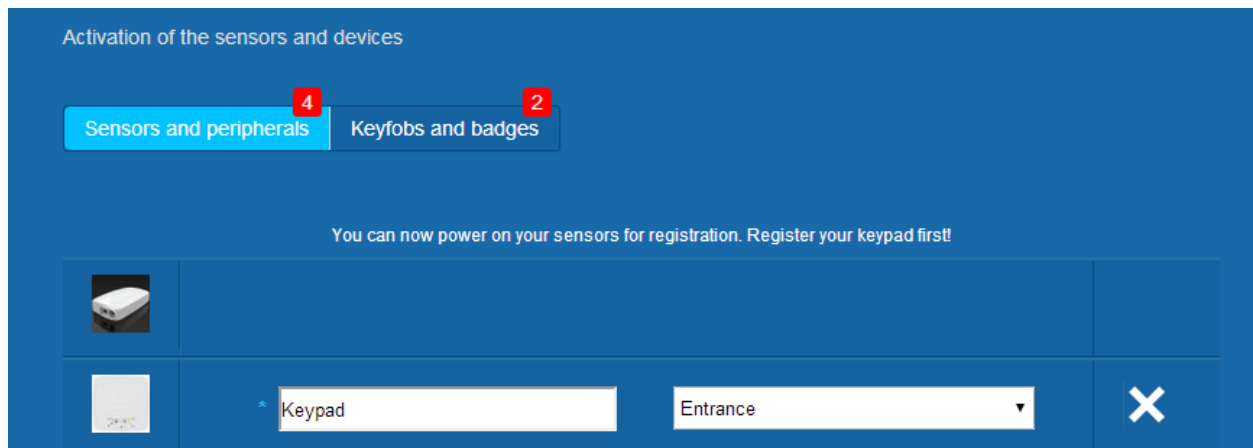 Activation of the sensors and devices
4
2
Sensors and peripherals
Keyfobs and badges
You can now power on your sensors for registration. Register your keypad first!
* Keypad
Entrance